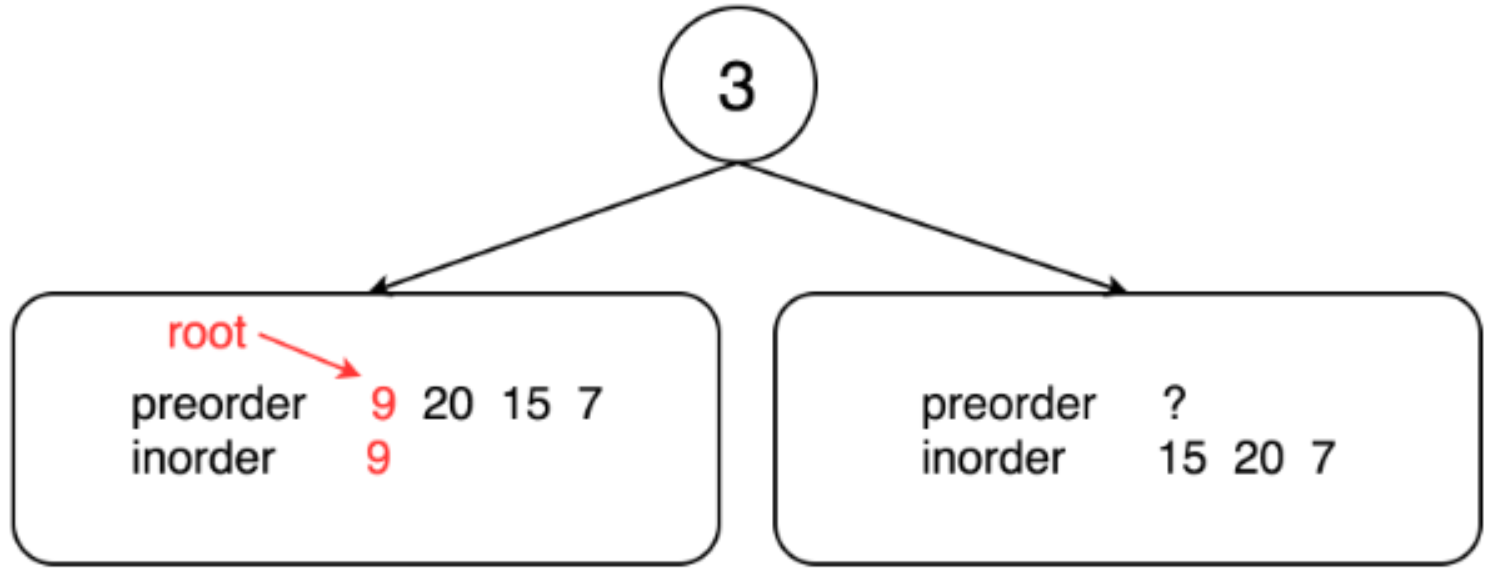 3
root
preorder 9 20 15 7
inorder 9
preorder ?
inorder 15 20 7